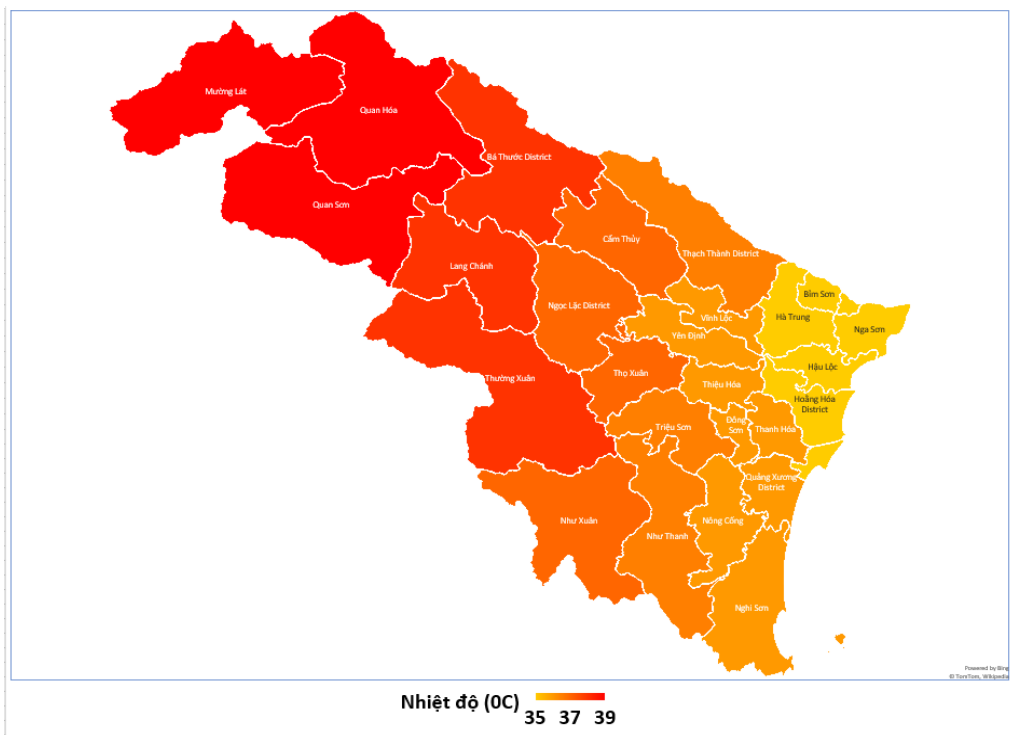 Mường Lát
Quan Hóa
Bá Thước District
Quan Sơn
Cẩm Thủy
Thạch Thành District
Lang Chánh
Bỉm Sơn
Ngọc Lặc District
Hà Trung
Vĩnh Lộc
Nga Sơn
Yên Định
Hậu Lộc
Thọ Xuân
Thường Xuân
Thiệu Hóa
Hoằng Hóa
District
Đông
Sơn
Triệu Sơn
Thanh Hóa
Quảng Xương
District
Như Xuân
Nông Cống
Như Thanh
Nghi Sơn
Powered by Bing
© TomTom, Wikipedia
Nhiệt độ (0C)
35 37 39